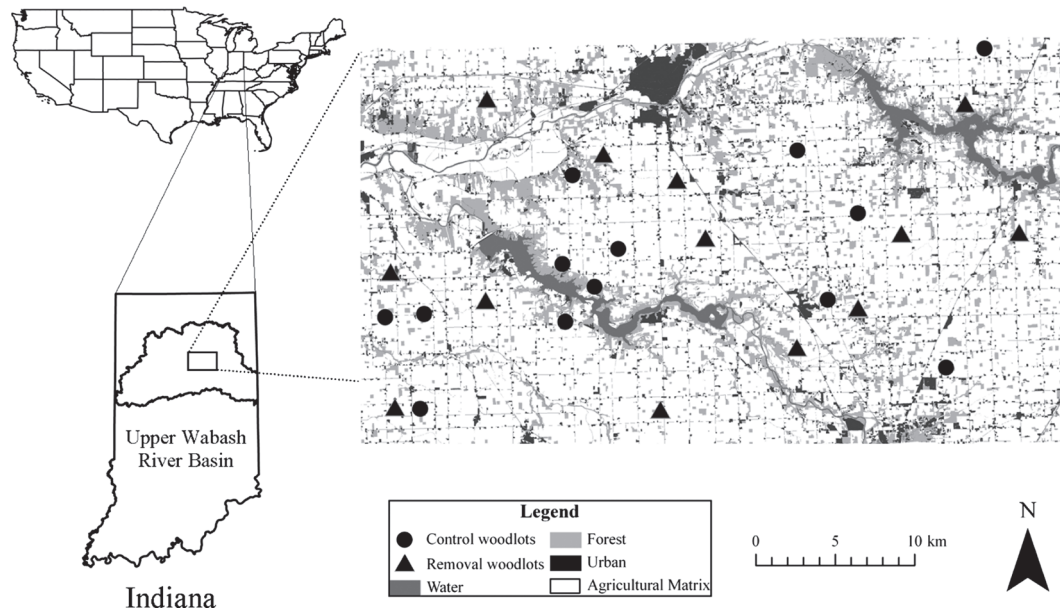 Upper Wabash
River Basin
Indiana
Legend
Control woodlots
Removal woodlots
Water
Forest
Urban
Agricultural Matrix
0 5 10 km
N